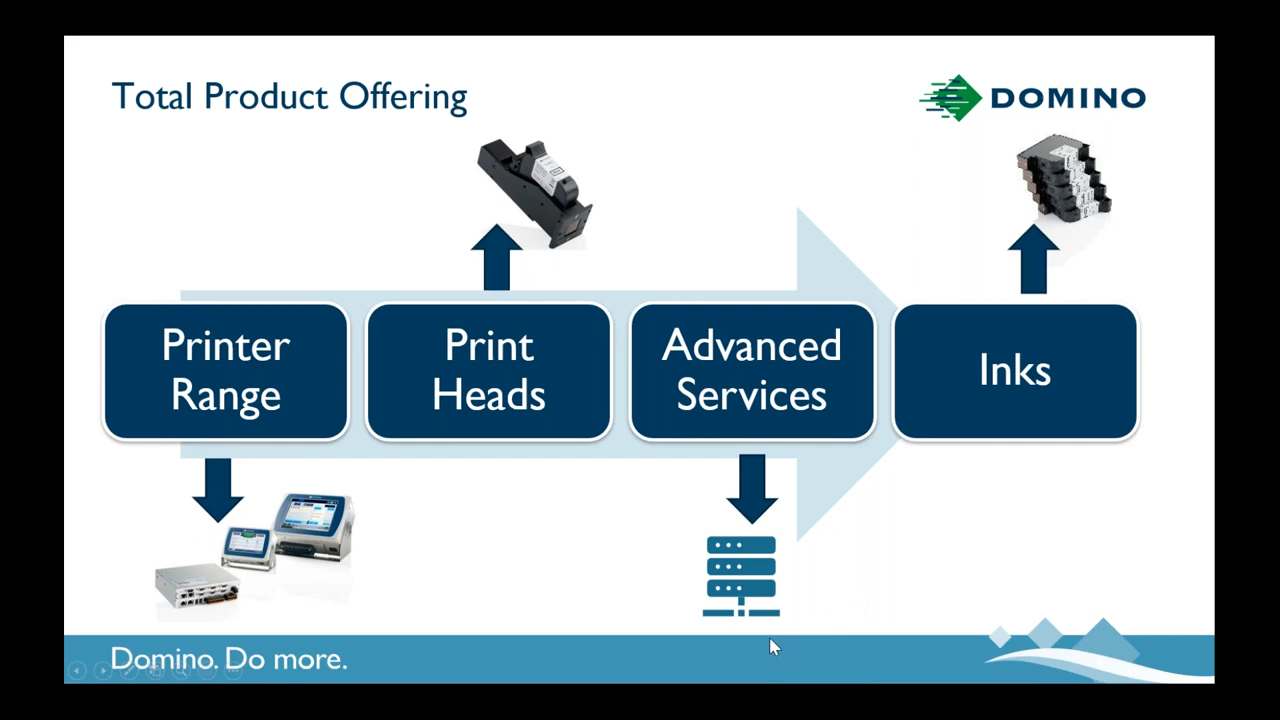 Total Product Offering
DOMINO
Printer
Range
Print
Heads
Advanced
Services
Inks
Domino. Do more.